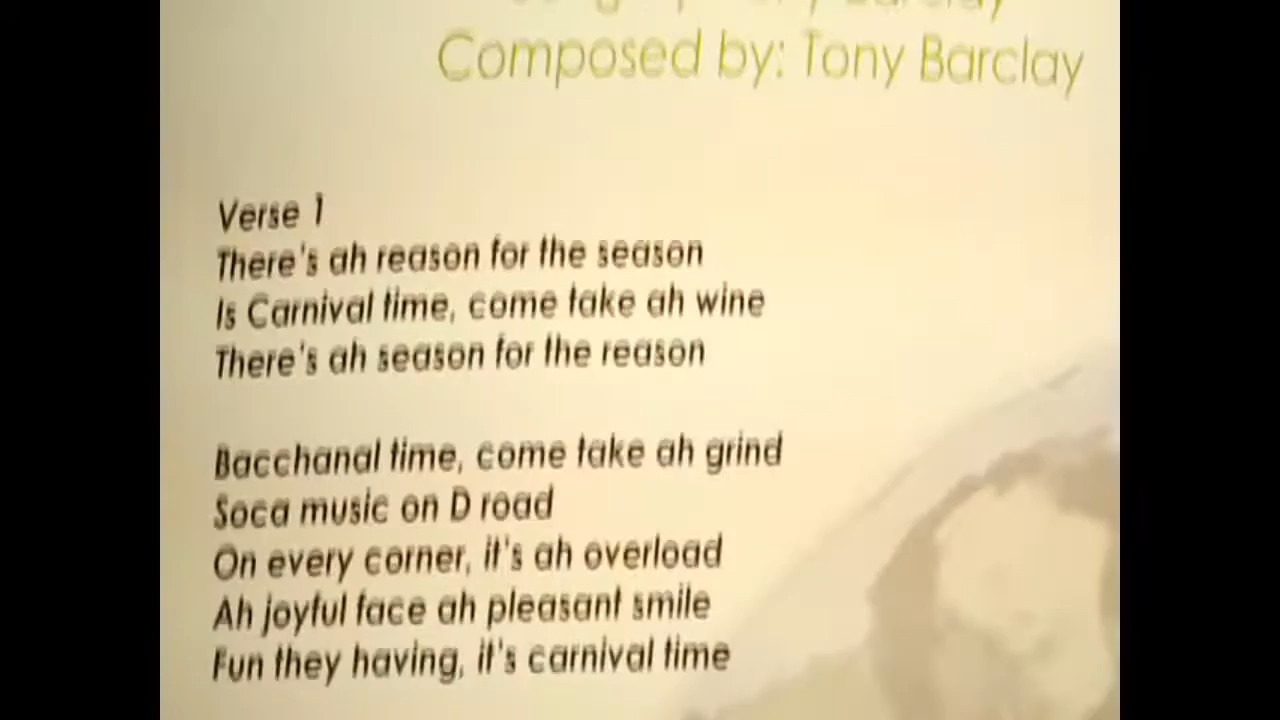 Composed by: Tony Barclay
Verse 1
There's ah reason for the season
Is Carnival time, come take ah wine
There's ah season for the reason
Bacchanal time, come take ah grind
Soca music on D road
On every corner, it's ah overload
Ah joyful face ah pleasant smile
Fun they having, it's carnival time